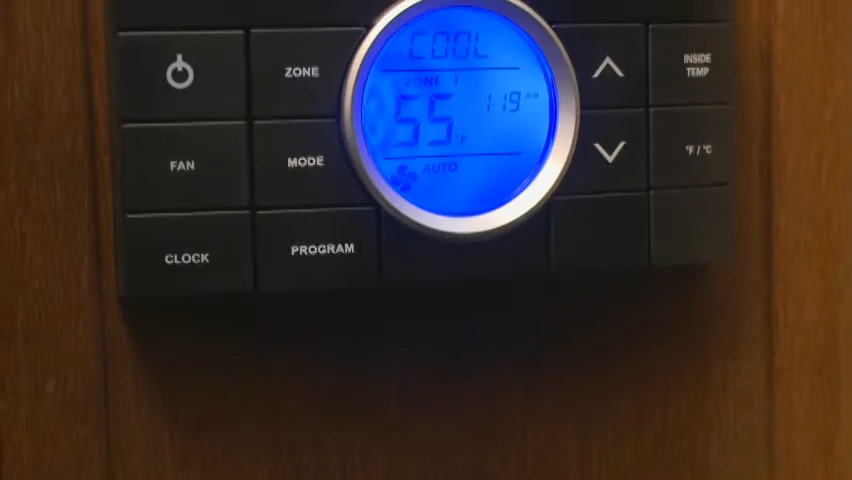 COOL
ZONE 1
ZONE
INSIDE
TEMP
55 F
1:19 AM
FAN
MODE
AUTO
°F / °C
CLOCK
PROGRAM